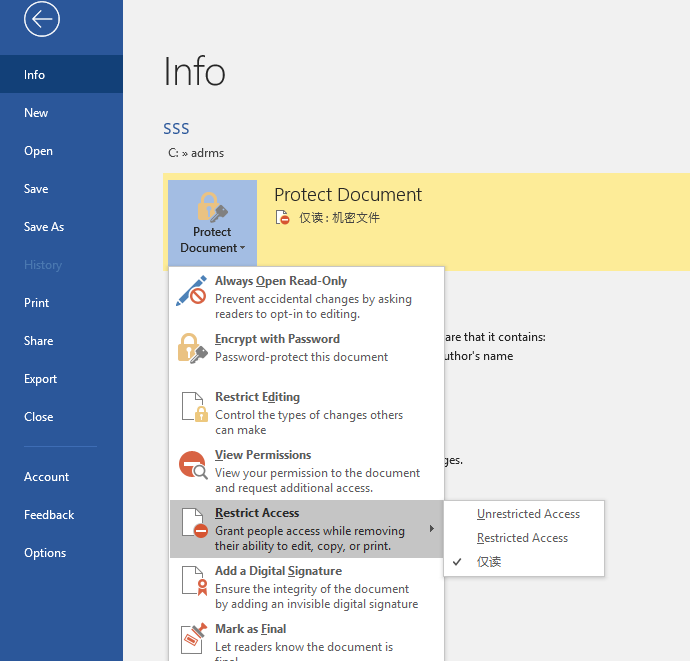 Info
New
Open
Save
Save As
History
Print
Share
Export
Close
Account
Feedback
Options
Info
SSS
C: » adrms
Protect Document
Protect Document
仅读 : 机密文件
Always Open Read-Only
Prevent accidental changes by asking
readers to opt-in to editing.
Encrypt with Password
Password-protect this document
Restrict Editing
Control the types of changes others
can make
View Permissions
View your permission to the document
and request additional access.
Restrict Access
Grant people access while removing
their ability to edit, copy, or print.
Add a Digital Signature
Ensure the integrity of the document
by adding an invisible digital signature
Mark as Final
Let readers know the document is
final
are that it contains:
uthor's name
ges.
Unrestricted Access
Restricted Access
仅读